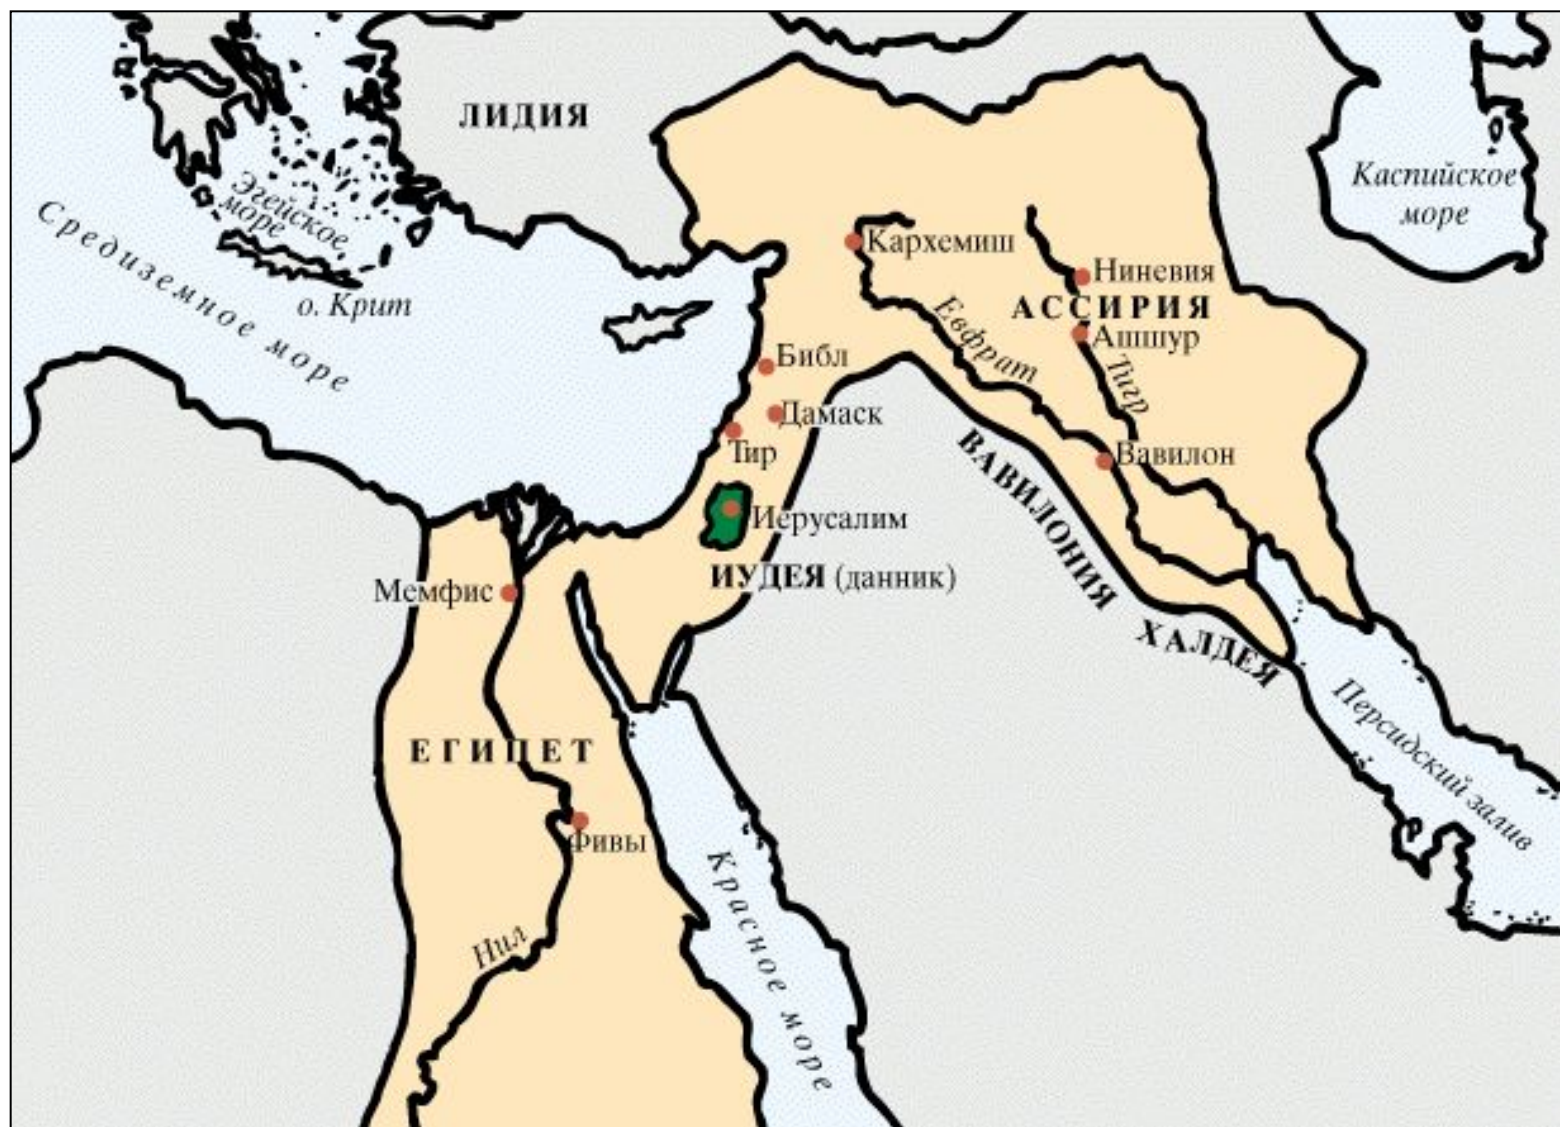 ЛИДИЯ
Каспийское
море
Эгейское
море
Средиземное море
о. Крит
Кархемиш
Ниневия
АССИРИЯ
Ашшур
Евфрат
Тигр
Библ
Дамаск
Тир
Вавилон
ВАВИЛОНИЯ
Иерусалим
ИУДЕЯ (данник)
Мемфис
ХАЛДЕЯ
Персидский залив
ЕГИПЕТ
Фивы
Нил
Красное море